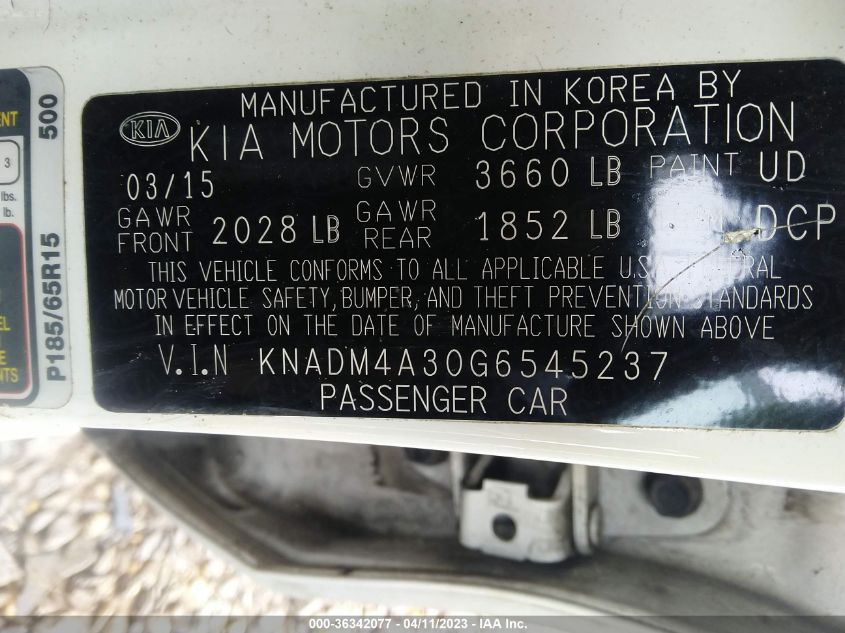 MANUFACTURED IN KOREA BY
KIA KIA MOTORS CORPORATION
03/15 GVWR 3660 LB PAINT UD
GAWR FRONT 2028 LB GAWR REAR 1852 LB DCP
THIS VEHICLE CONFORMS TO ALL APPLICABLE
MOTOR VEHICLE SAFETY, BUMPER, AND THEFT PREVENTION STANDARDS
IN EFFECT ON THE DATE OF MANUFACTURE SHOWN ABOVE
V.I.N KNADM4A30G6545237
PASSENGER CAR
P185/65R15 500
3
lbs.
lb.
000-36342077 - 04/11/2023 - IAA Inc.